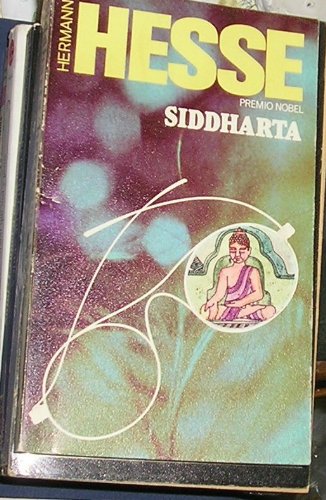 HERMANN
HESSE
PREMIO NOBEL
SIDDHARTA